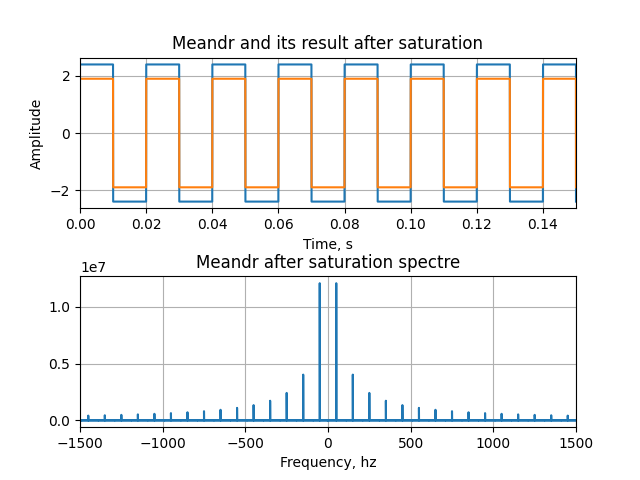 Meandr and its result after saturation
2
0
−2
Amplitude
0.00 0.02 0.04 0.06 0.08 0.10 0.12 0.14
Time, s
Meandr after saturation spectre
1e7
1.0
0.5
0.0
−1500 −1000 −500 0 500 1000 1500
Frequency, hz